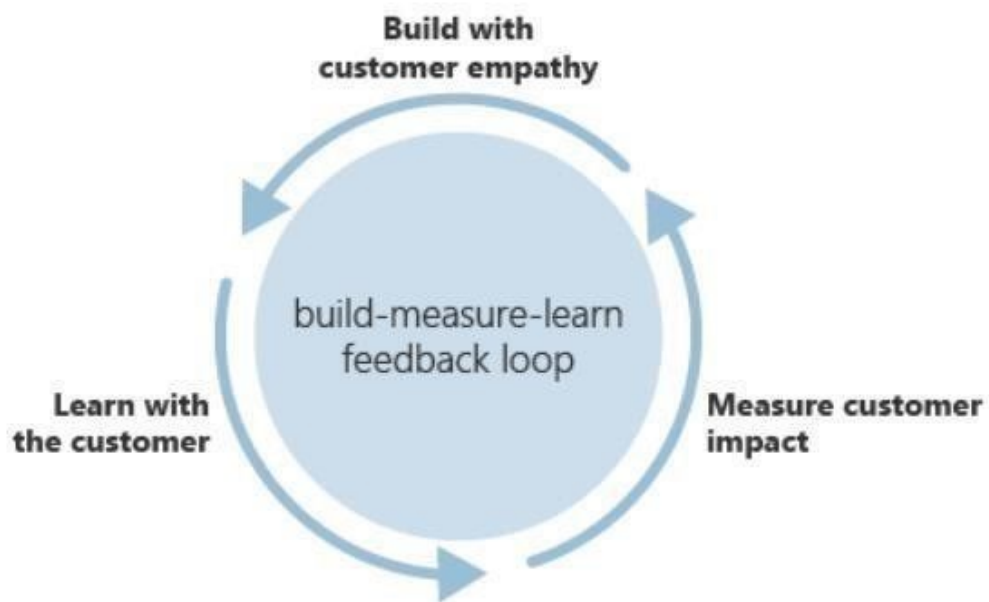 Build with
customer empathy
build-measure-learn
feedback loop
Learn with
the customer
Measure customer
impact